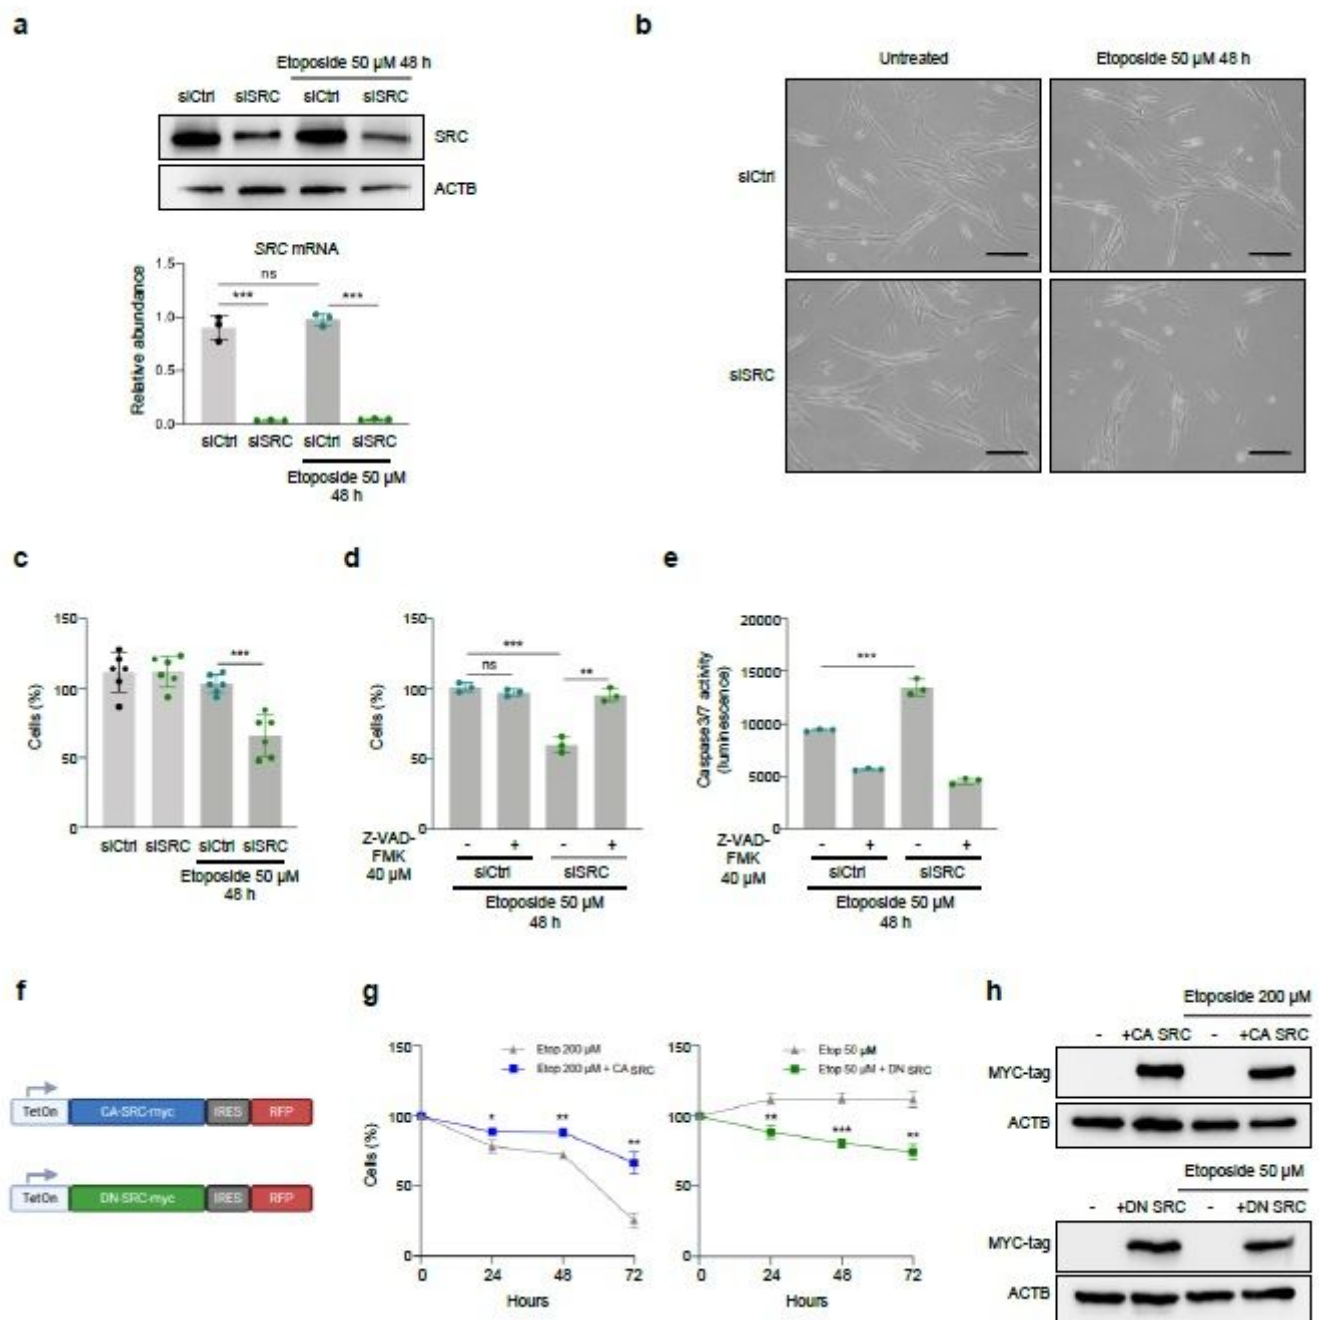 a
Etoposide 50 µM 48 h
siCtrl siSRC siCtrl siSRC
SRC
ACTB
SRC mRNA
Relative abundance
1.5
1.0
0.5
0.0
ns
*** ***
siCtrl siSRC siCtrl siSRC
Etoposide 50 µM
48 h
b
Untreated Etoposide 50 µM 48 h
siCtrl
siSRC
c
Cells (%)
150
100
50
0
***
siCtrl siSRC siCtrl siSRC
Etoposide 50 µM
48 h
d
Cells (%)
150
100
50
0
***
ns **
Z-VAD-
FMK
40 µM
- + - +
siCtrl siSRC
Etoposide 50 µM
48 h
e
Caspase3/7 activity
(luminescence)
20000
15000
10000
5000
0
***
Z-VAD-
FMK
40 µM
- + - +
siCtrl siSRC
Etoposide 50 µM
48 h
f
TetOn CA-SRC-myc IRES RFP
TetOn DN-SRC-myc IRES RFP
g
Cells (%)
150
100
50
0
Etop 200 µM
Etop 200 µM + CA SRC
* ** **
0 24 48 72
Hours
150
100
50
0
Etop 50 µM
Etop 50 µM + DN SRC
** *** **
0 24 48 72
Hours
h
Etoposide 200 µM
- +CA SRC - +CA SRC
MYC-tag
ACTB
Etoposide 50 µM
- +DN SRC - +DN SRC
MYC-tag
ACTB